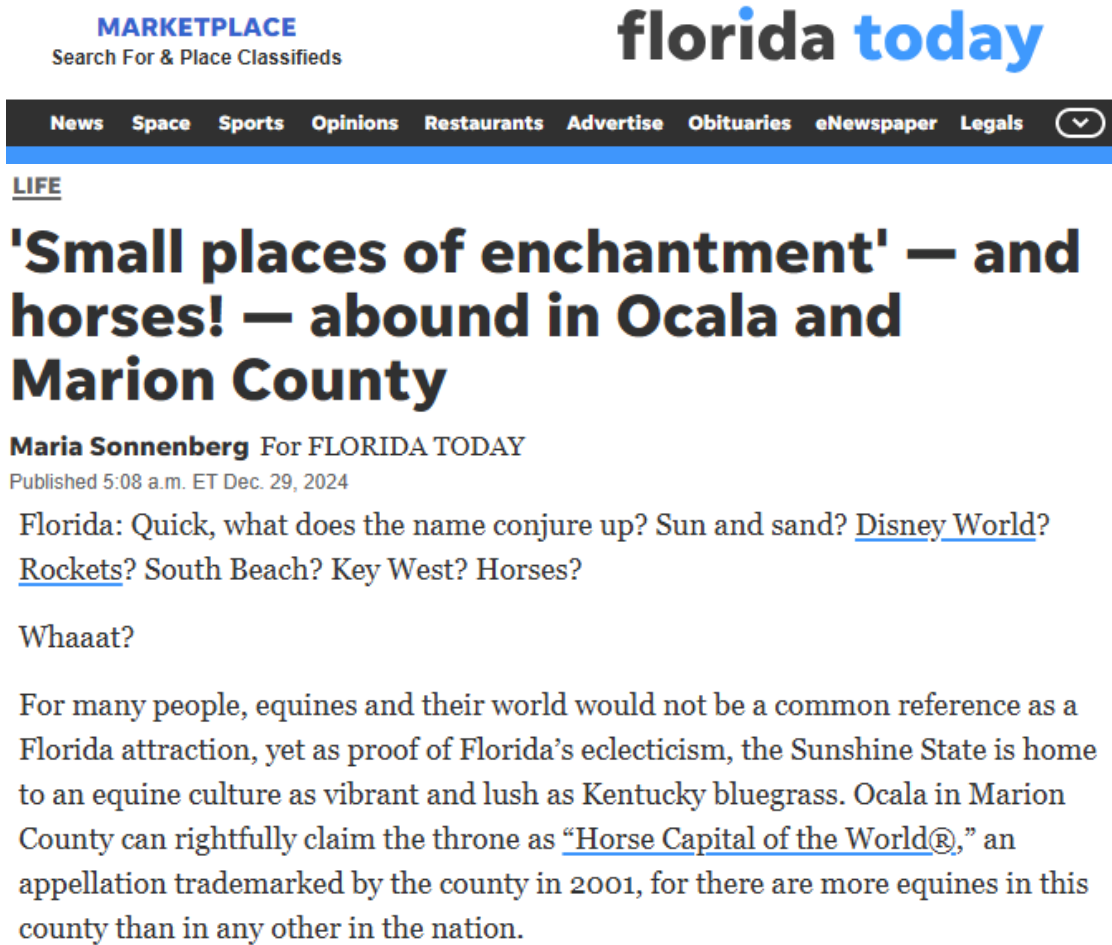 MARKETPLACE
Search For & Place Classifieds
florida today
News Space Sports Opinions Restaurants Advertise Obituaries eNewspaper Legals
LIFE
'Small places of enchantment' — and
horses! — abound in Ocala and
Marion County
Maria Sonnenberg For FLORIDA TODAY
Published 5:08 a.m. ET Dec. 29, 2024
Florida: Quick, what does the name conjure up? Sun and sand? Disney World?
Rockets? South Beach? Key West? Horses?
Whaaat?
For many people, equines and their world would not be a common reference as a
Florida attraction, yet as proof of Florida’s eclecticism, the Sunshine State is home
to an equine culture as vibrant and lush as Kentucky bluegrass. Ocala in Marion
County can rightfully claim the throne as “Horse Capital of the World®,” an
appellation trademarked by the county in 2001, for there are more equines in this
county than in any other in the nation.